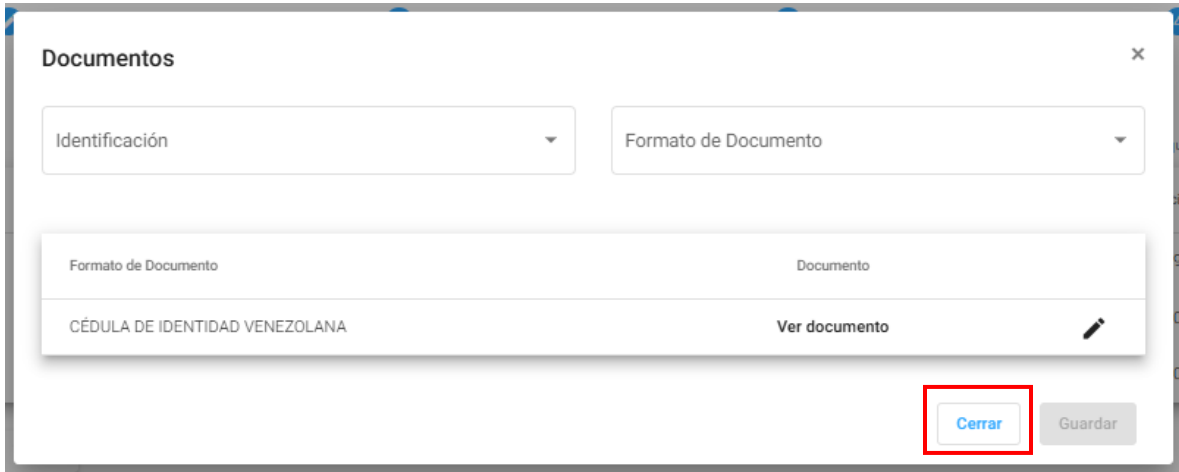 Documentos
×
Identificación
Formato de Documento
Formato de Documento
Documento
CÉDULA DE IDENTIDAD VENEZOLANA
Ver documento
Cerrar
Guardar